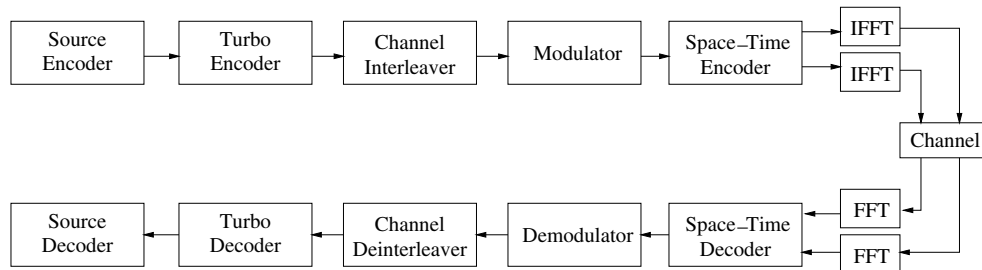 Source
Encoder
Turbo
Encoder
Channel
Interleaver
Modulator
Space–Time
Encoder
IFFT
IFFT
Channel
Source
Decoder
Turbo
Decoder
Channel
Deinterleaver
Demodulator
Space–Time
Decoder
FFT
FFT